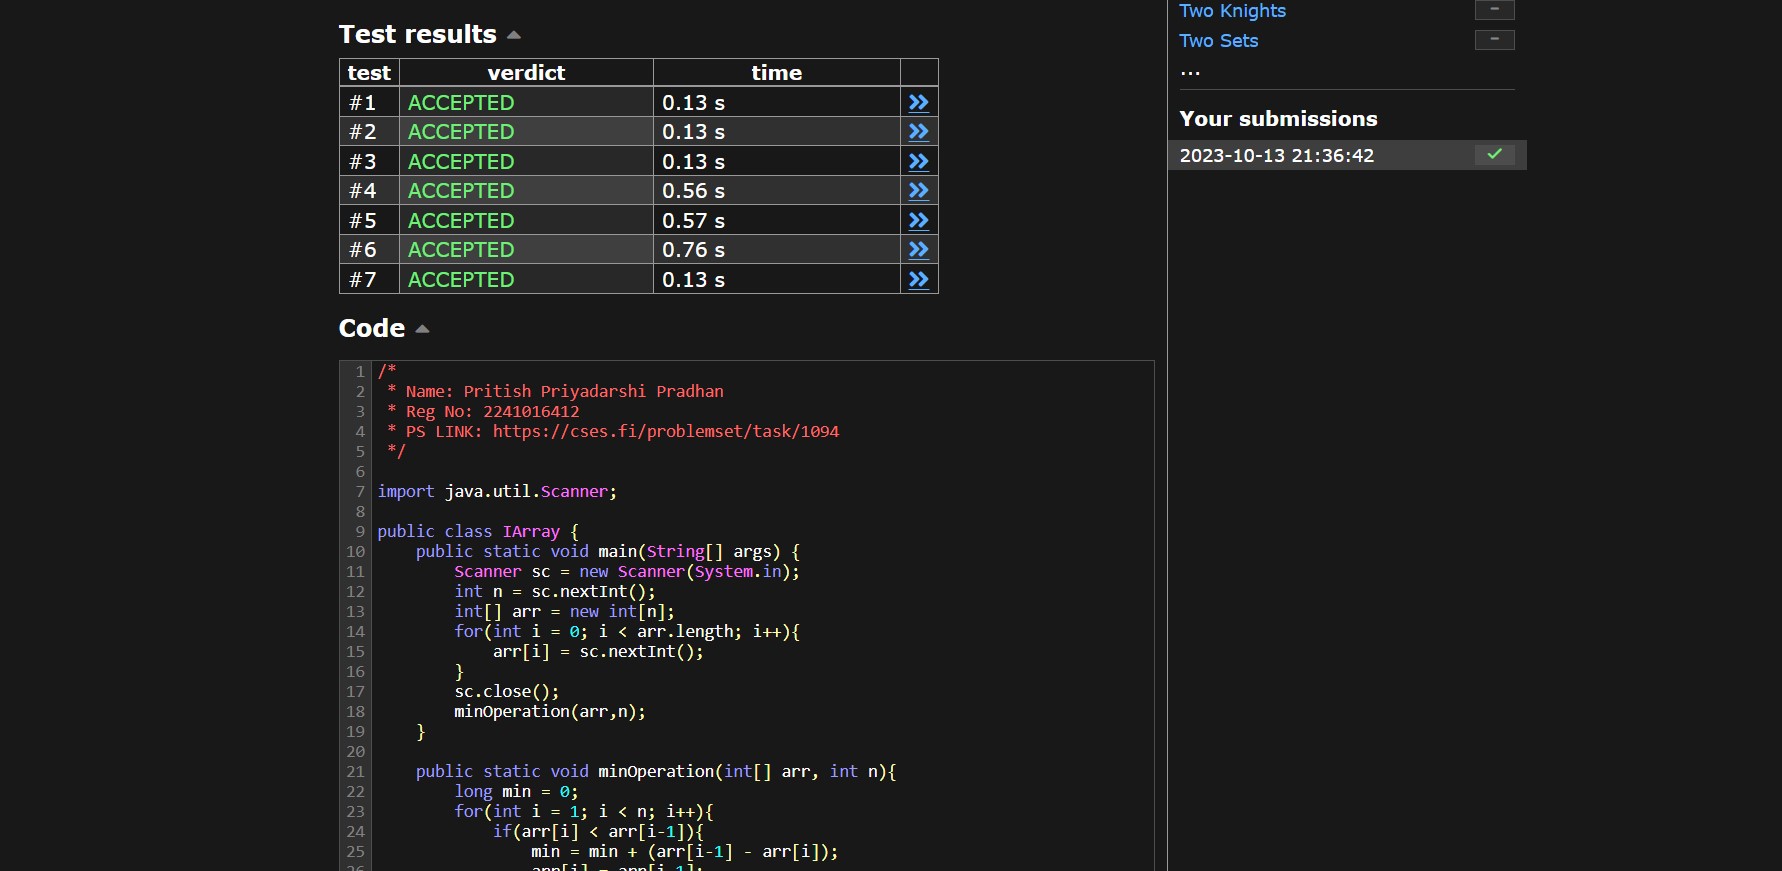 Test results
test verdict time
#1 ACCEPTED 0.13 s
#2 ACCEPTED 0.13 s
#3 ACCEPTED 0.13 s
#4 ACCEPTED 0.56 s
#5 ACCEPTED 0.57 s
#6 ACCEPTED 0.76 s
#7 ACCEPTED 0.13 s
Code
1 /*
2  * Name: Pritish Priyadarshi Pradhan
3  * Reg No: 2241016412
4  * PS LINK: https://cses.fi/problemset/task/1094
5  */
6
7 import java.util.Scanner;
8
9 public class IArray {
10     public static void main(String[] args) {
11         Scanner sc = new Scanner(System.in);
12         int n = sc.nextInt();
13         int[] arr = new int[n];
14         for(int i = 0; i < arr.length; i++){
15             arr[i] = sc.nextInt();
16         }
17         sc.close();
18         minOperation(arr,n);
19     }
20
21     public static void minOperation(int[] arr, int n){
22         long min = 0;
23         for(int i = 1; i < n; i++){
24             if(arr[i] < arr[i-1]){
25                 min = min + (arr[i-1] - arr[i]);
26                 arr[i] = arr[i-1];
Two Knights –
Two Sets –
...
Your submissions
2023-10-13 21:36:42